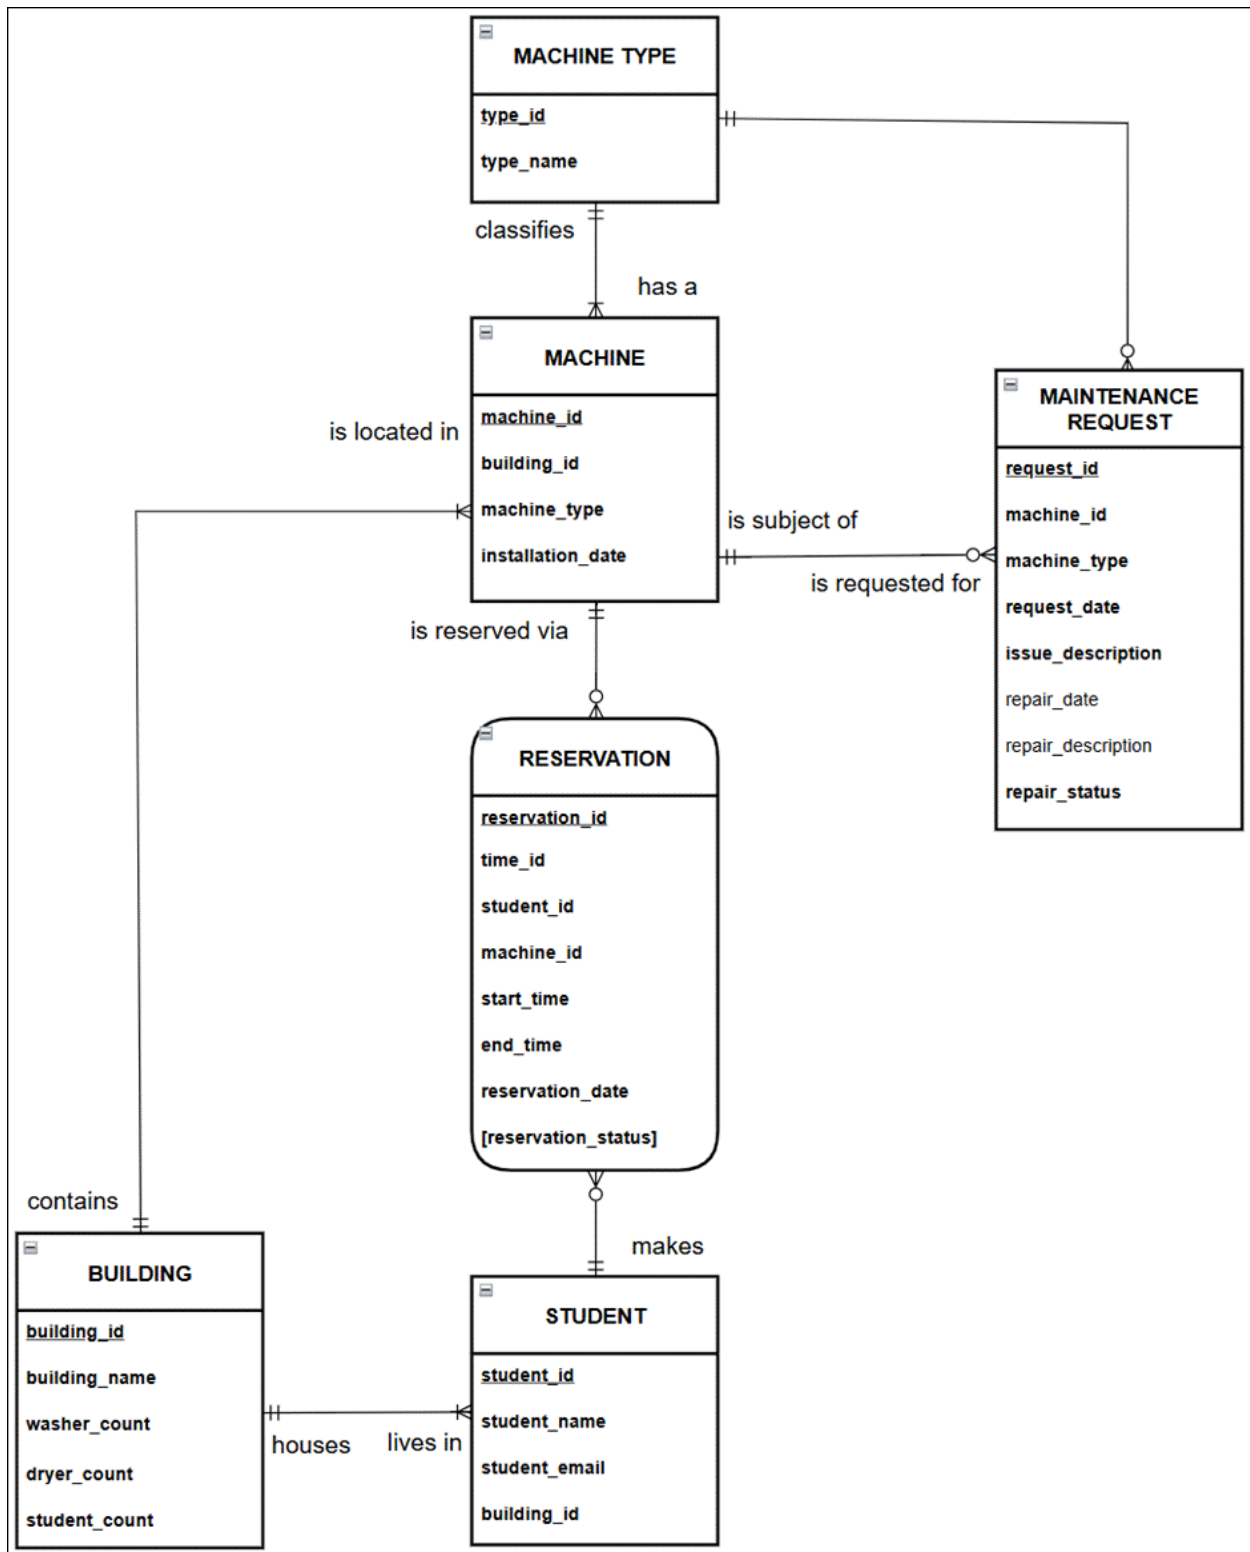 MACHINE TYPE
type_id
type_name
classifies
has a
MACHINE
machine_id
building_id
machine_type
installation_date
is located in
is subject of
is requested for
MAINTENANCE
REQUEST
request_id
machine_id
machine_type
request_date
issue_description
repair_date
repair_description
repair_status
is reserved via
RESERVATION
reservation_id
time_id
student_id
machine_id
start_time
end_time
reservation_date
[reservation_status]
contains
makes
BUILDING
building_id
building_name
washer_count
dryer_count
student_count
houses
lives in
STUDENT
student_id
student_name
student_email
building_id